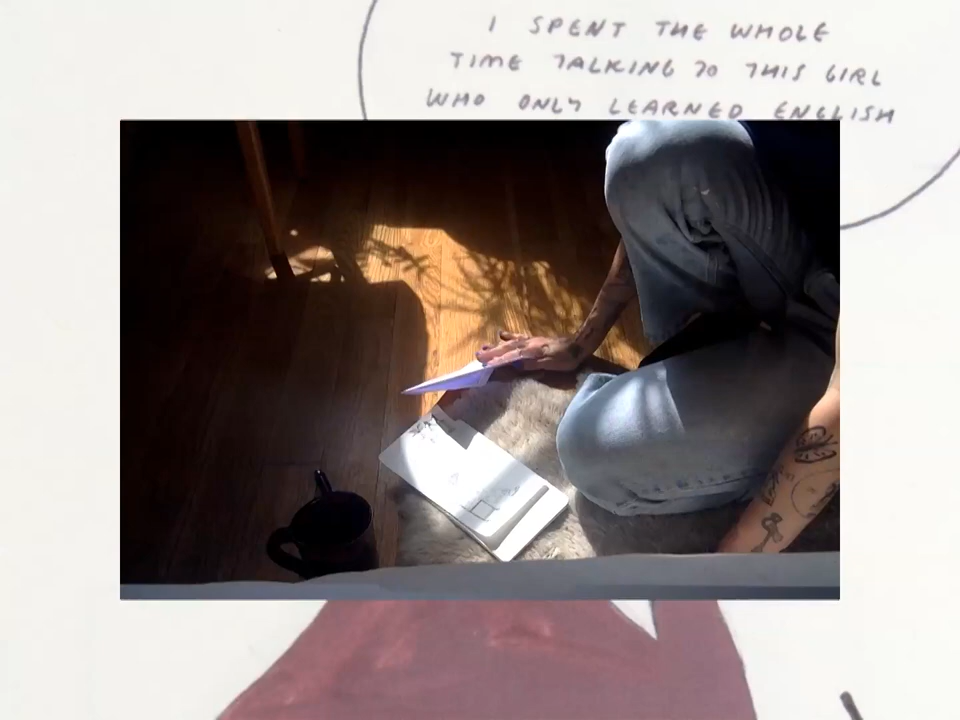 I SPENT THE WHOLE
TIME TALKING TO THIS GIRL
WHO ONLY LEARNED ENGLISH